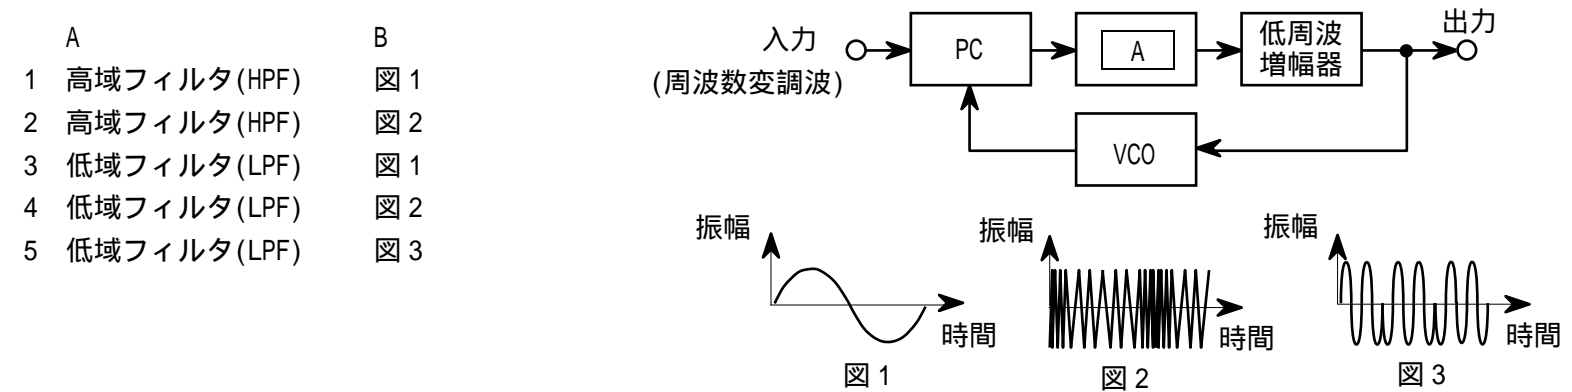 A B
1 高域フィルタ(HPF) 図1
2 高域フィルタ(HPF) 図2
3 低域フィルタ(LPF) 図1
4 低域フィルタ(LPF) 図2
5 低域フィルタ(LPF) 図3
入力
(周波数変調波)
PC
A
低周波
増幅器
出力
VCO
振幅
時間
図1
振幅
時間
図2
振幅
時間
図3